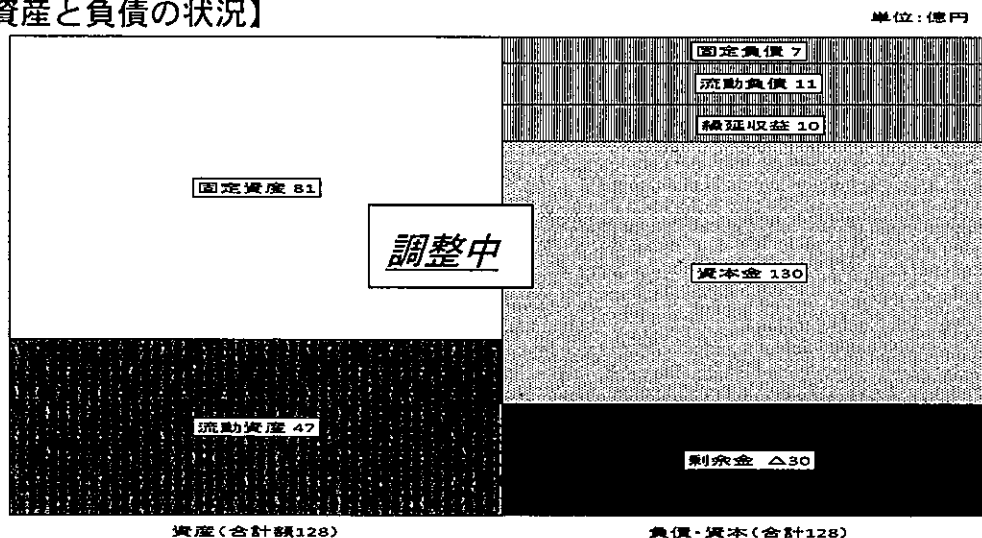 資産と負債の状況】
単位:億円
固定負債 7
流動負債 11
繰延収益 10
固定資産 81
調整中
資本金 130
流動資産 47
剰余金 △30
資産(合計額128)
負債・資本(合計128)